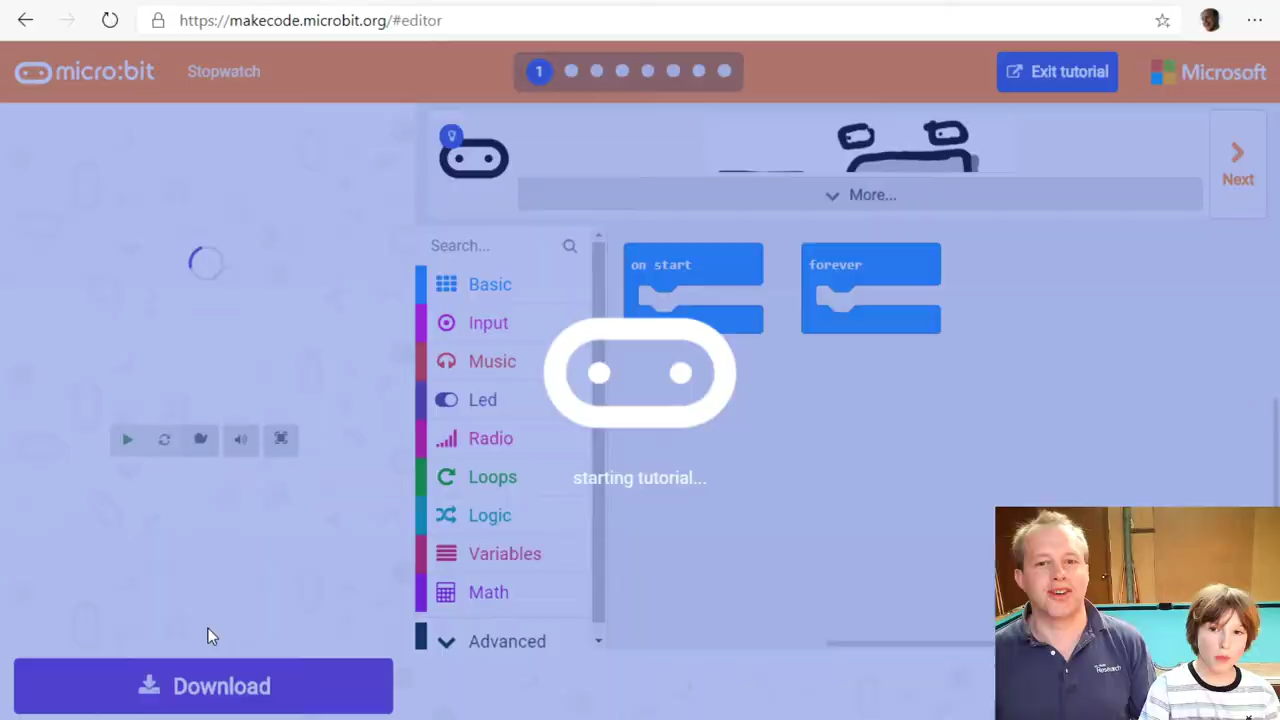 https://makecode.microbit.org/#editor
micro:bit
Stopwatch
1
Exit tutorial
Microsoft
More...
Next
Search...
Basic
Input
Music
Led
Radio
Loops
Logic
Variables
Math
Advanced
on start
forever
starting tutorial...
Download
Research